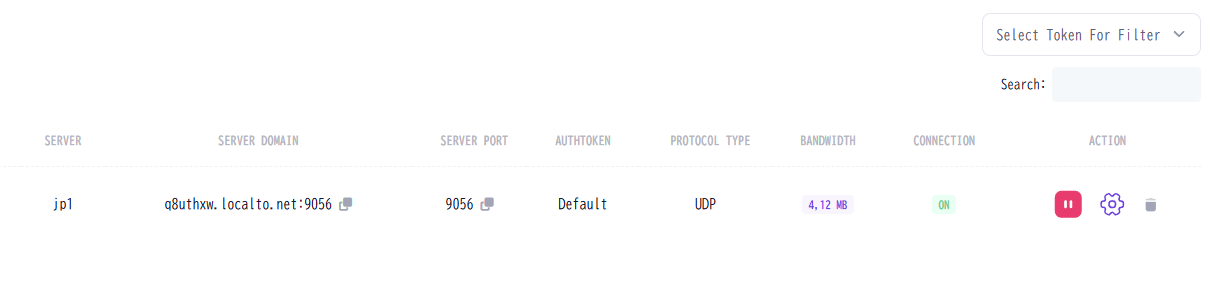 Select Token For Filter
Search:
SERVER SERVER DOMAIN SERVER PORT AUTHTOKEN PROTOCOL TYPE BANDWIDTH CONNECTION ACTION
jp1 q8uthxw.localto.net:9056 9056 Default UDP 4,12 MB ON